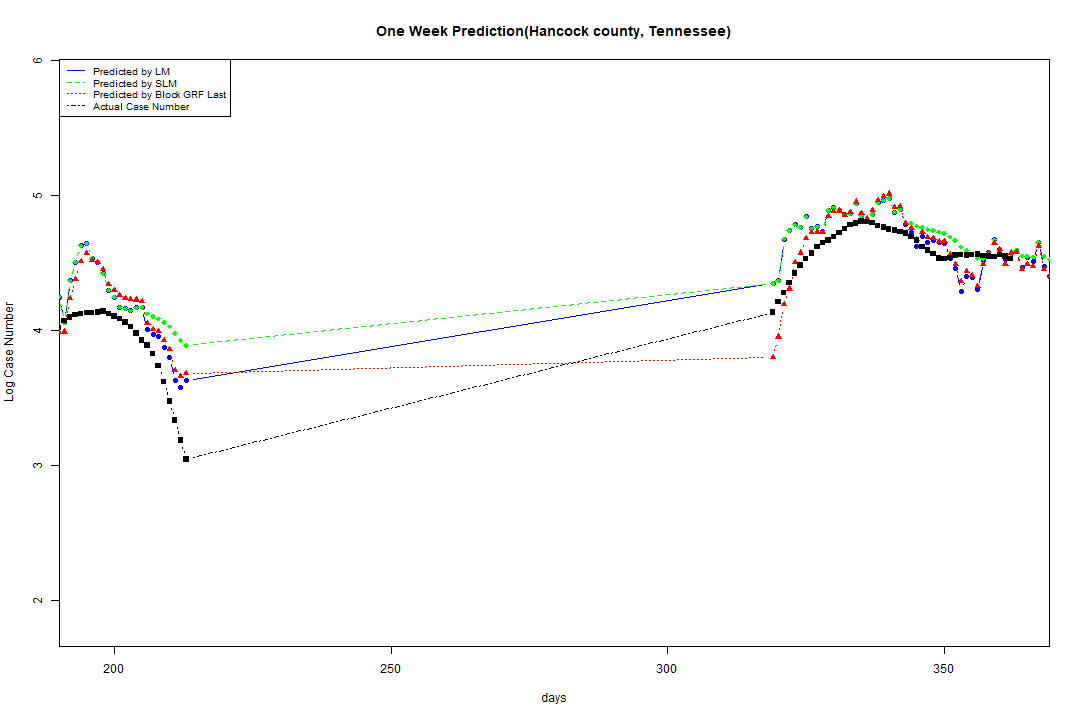 One Week Prediction(Hancock county, Tennessee)
6
Predicted by LM
Predicted by SLM
Predicted by Block GRF Last
Actual Case Number
5
4
3
2
Log Case Number
200
250
300
350
days